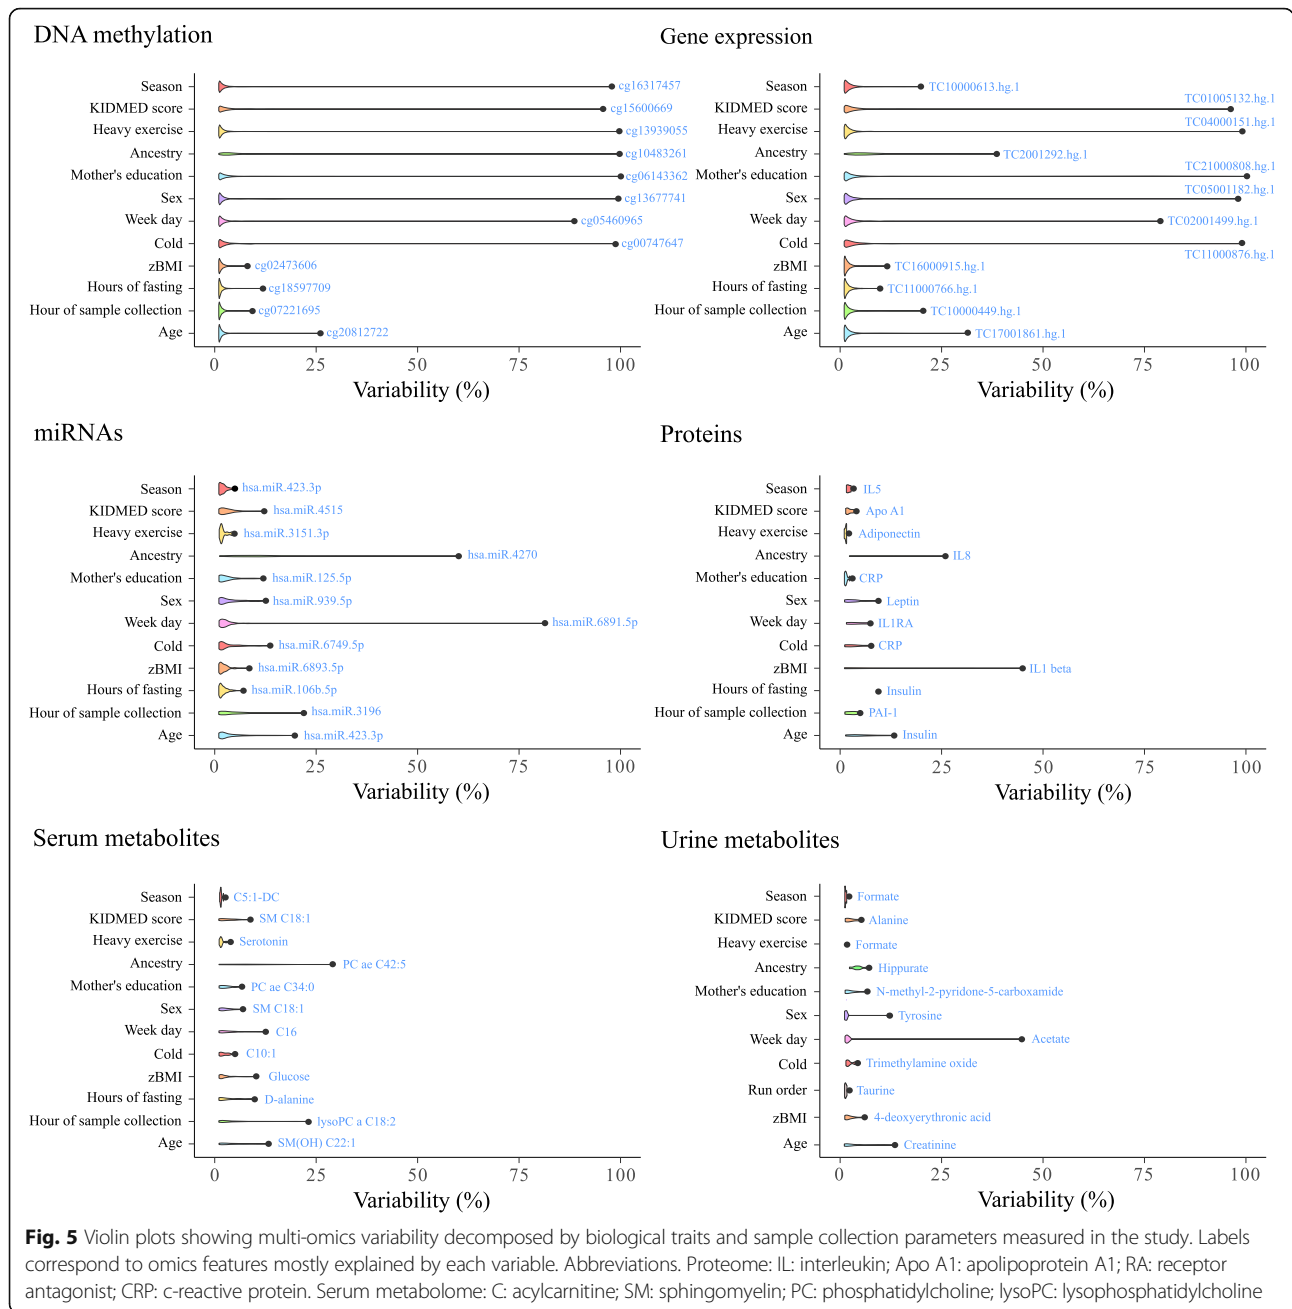 DNA methylation
Season
cg16317457
KIDMED score
cg15600669
Heavy exercise
cg13939055
Ancestry
cg10483261
Mother's education
cg06143362
Sex
cg13677741
Week day
cg05460965
Cold
cg00747647
zBMI
cg02473606
Hours of fasting
cg18597709
Hour of sample collection
cg07221695
Age
cg20812722
0 25 50 75 100
Variability (%)
Gene expression
Season
TC10000613.hg.1
KIDMED score
TC01005132.hg.1
Heavy exercise
TC04000151.hg.1
Ancestry
TC2001292.hg.1
Mother's education
TC21000808.hg.1
Sex
TC05001182.hg.1
Week day
TC02001499.hg.1
Cold
TC11000876.hg.1
zBMI
TC16000915.hg.1
Hours of fasting
TC11000766.hg.1
Hour of sample collection
TC10000449.hg.1
Age
TC17001861.hg.1
0 25 50 75 100
Variability (%)
miRNAs
Season
hsa.miR.423.3p
KIDMED score
hsa.miR.4515
Heavy exercise
hsa.miR.3151.3p
Ancestry
hsa.miR.4270
Mother's education
hsa.miR.125.5p
Sex
hsa.miR.939.5p
Week day
hsa.miR.6891.5p
Cold
hsa.miR.6749.5p
zBMI
hsa.miR.6893.5p
Hours of fasting
hsa.miR.106b.5p
Hour of sample collection
hsa.miR.3196
Age
hsa.miR.423.3p
0 25 50 75 100
Variability (%)
Proteins
Season
IL5
KIDMED score
Apo A1
Heavy exercise
Adiponectin
Ancestry
IL8
Mother's education
CRP
Sex
Leptin
Week day
IL1RA
Cold
CRP
zBMI
IL1 beta
Hours of fasting
Insulin
Hour of sample collection
PAI-1
Age
Insulin
0 25 50 75 100
Variability (%)
Serum metabolites
Season
C5:1-DC
KIDMED score
SM C18:1
Heavy exercise
Serotonin
Ancestry
PC ae C42:5
Mother's education
PC ae C34:0
Sex
SM C18:1
Week day
C16
Cold
C10:1
zBMI
Glucose
Hours of fasting
D-alanine
Hour of sample collection
lysoPC a C18:2
Age
SM(OH) C22:1
0 25 50 75 100
Variability (%)
Urine metabolites
Season
Formate
KIDMED score
Alanine
Heavy exercise
Formate
Ancestry
Hippurate
Mother's education
N-methyl-2-pyridone-5-carboxamide
Sex
Tyrosine
Week day
Acetate
Cold
Trimethylamine oxide
Run order
Taurine
zBMI
4-deoxyerythronic acid
Age
Creatinine
0 25 50 75 100
Variability (%)
Fig. 5 Violin plots showing multi-omics variability decomposed by biological traits and sample collection parameters measured in the study. Labels
correspond to omics features mostly explained by each variable. Abbreviations. Proteome: IL: interleukin; Apo A1: apolipoprotein A1; RA: receptor
antagonist; CRP: c-reactive protein. Serum metabolome: C: acylcarnitine; SM: sphingomyelin; PC: phosphatidylcholine; lysoPC: lysophosphatidylcholine